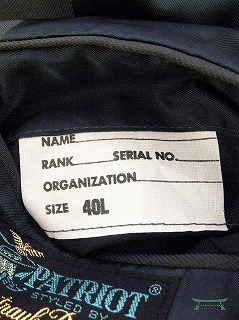 NAME
RANK SERIAL NO.
ORGANIZATION
SIZE 40L
PATRIOT
STYLED BY